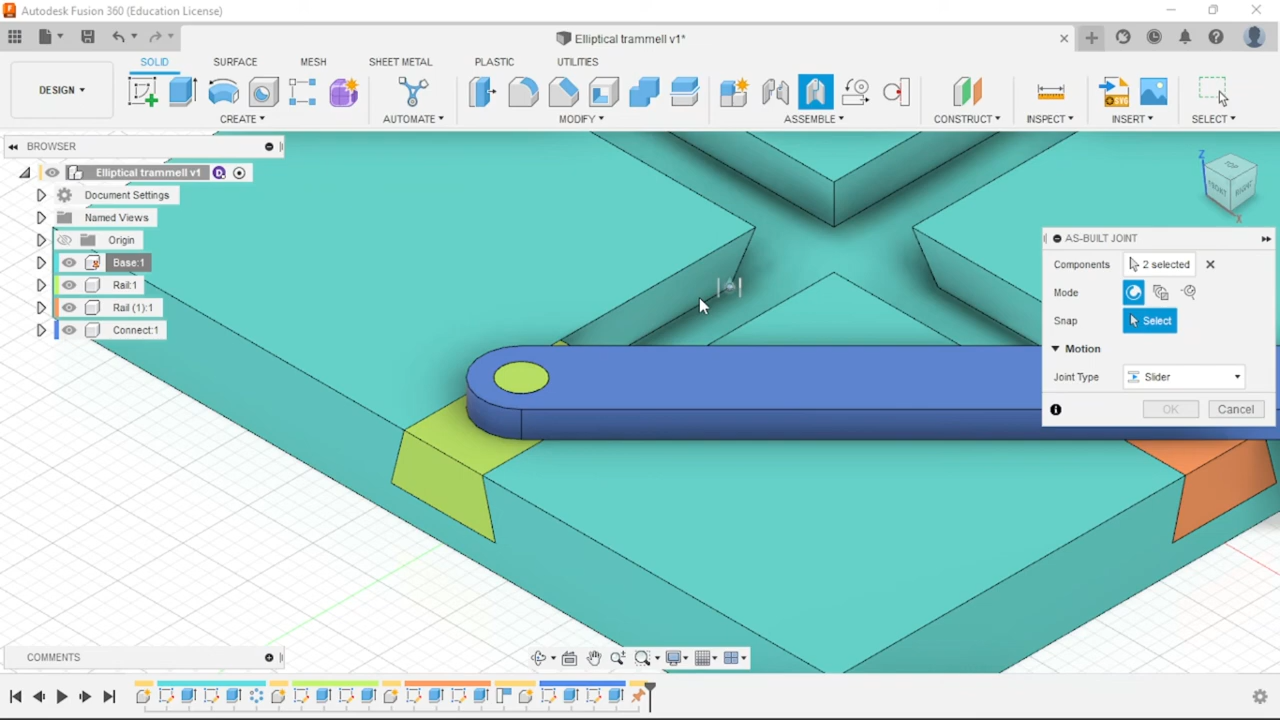 Autodesk Fusion 360 (Education License)
Elliptical trammell v1*
DESIGN
SOLID SURFACE MESH SHEET METAL PLASTIC UTILITIES
CREATE AUTOMATE MODIFY ASSEMBLE CONSTRUCT INSPECT INSERT SELECT
BROWSER
Elliptical trammell v1
Document Settings
Named Views
Origin
Base:1
Rail:1
Rail (1):1
Connect:1
Z
TOP
FRONT RIGHT
X
AS-BUILT JOINT
Components 2 selected
Mode
Snap Select
Motion
Joint Type Slider
OK Cancel
COMMENTS